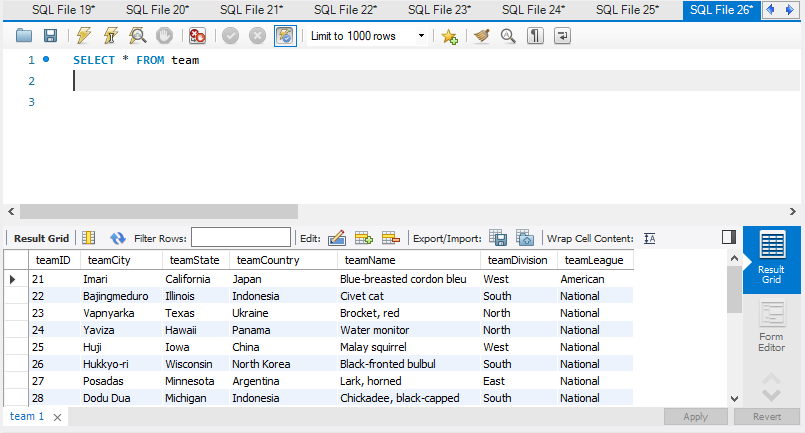 SQL File 19* SQL File 20* SQL File 21* SQL File 22* SQL File 23* SQL File 24* SQL File 25* SQL File 26*
Limit to 1000 rows
1 SELECT * FROM team
2
3
Result Grid Filter Rows: Edit: Export/Import: Wrap Cell Content:
teamID teamCity teamState teamCountry teamName teamDivision teamLeague
21 Imari California Japan Blue-breasted cordon bleu West American
22 Bajingmeduro Illinois Indonesia Civet cat South National
23 Vapnyarka Texas Ukraine Brocket, red North National
24 Yaviza Hawaii Panama Water monitor North National
25 Huji Iowa China Malay squirrel West National
26 Hukkyo-ri Wisconsin North Korea Black-fronted bulbul South National
27 Posadas Minnesota Argentina Lark, horned East National
28 Dodu Dua Michigan Indonesia Chickadee, black-capped South National
Result
Grid
Form
Editor
team 1
Apply Revert